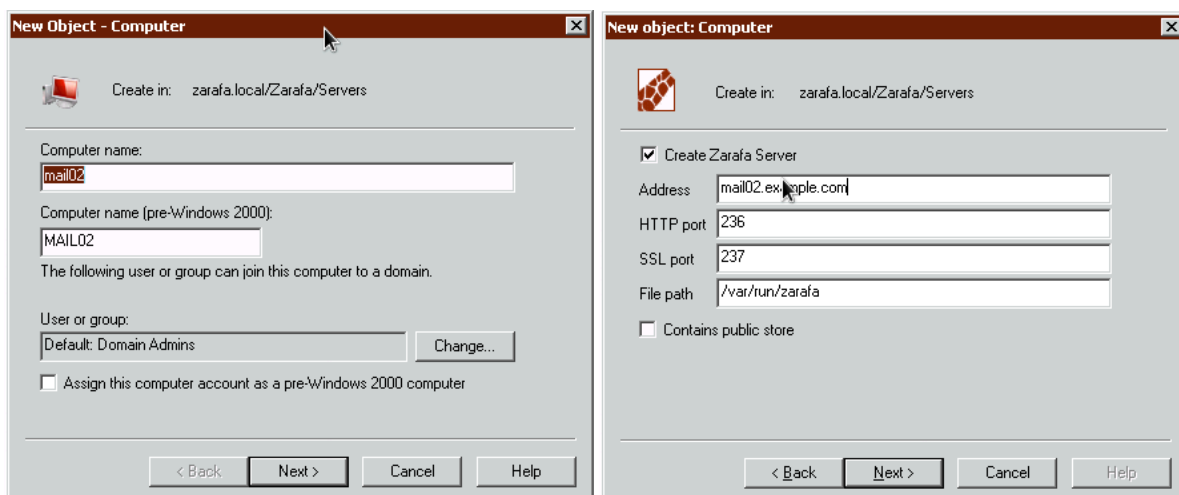 New Object - Computer
Create in: zarafa.local/Zarafa/Servers
Computer name:
mail02
Computer name (pre-Windows 2000):
MAIL02
The following user or group can join this computer to a domain.
User or group:
Default: Domain Admins
Change...
Assign this computer account as a pre-Windows 2000 computer
< Back Next > Cancel Help
New object: Computer
Create in: zarafa.local/Zarafa/Servers
Create Zarafa Server
Address mail02.example.com
HTTP port 236
SSL port 237
File path /var/run/zarafa
Contains public store
< Back Next > Cancel Help